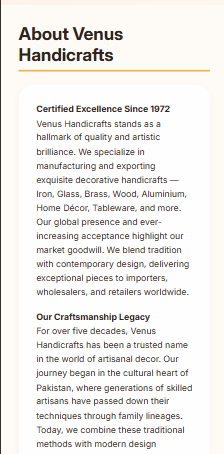 About Venus
Handicrafts
Certified Excellence Since 1972
Venus Handicrafts stands as a
hallmark of quality and artistic
brilliance. We specialize in
manufacturing and exporting
exquisite decorative handicrafts —
Iron, Glass, Brass, Wood, Aluminium,
Home Décor, Tableware, and more.
Our global presence and ever-
increasing acceptance highlight our
market goodwill. We blend tradition
with contemporary design, delivering
exceptional pieces to importers,
wholesalers, and retailers worldwide.
Our Craftsmanship Legacy
For over five decades, Venus
Handicrafts has been a trusted name
in the world of artisanal decor. Our
journey began in the cultural heart of
Pakistan, where generations of skilled
artisans have passed down their
techniques through family lineages.
Today, we combine these traditional
methods with modern design